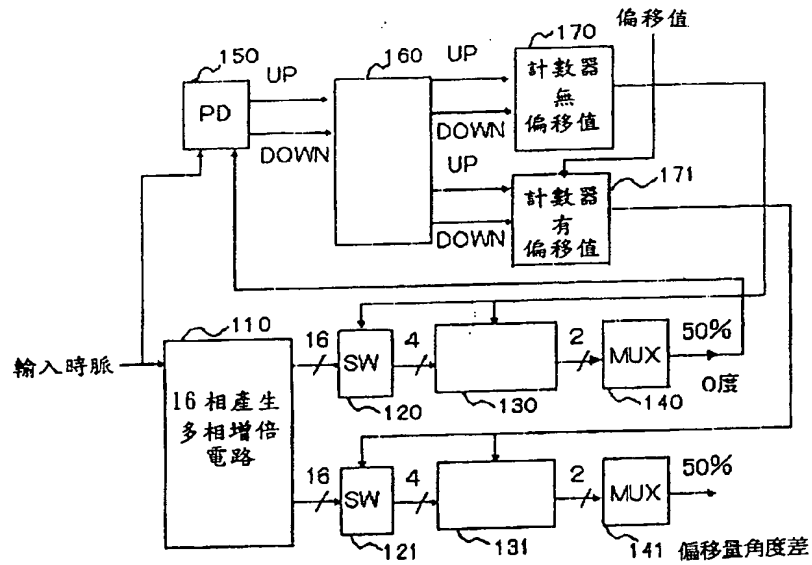 偏移值
150
UP
160
UP
170
PD
計數器
無
偏移值
DOWN
DOWN
UP
171
計數器
有
偏移值
DOWN
110
16
SW
4
2
MUX
50%
0度
輸入時脈
120
130
140
16相產生
多相增倍
電路
16
SW
4
2
MUX
50%
121
131
141
偏移量角度差